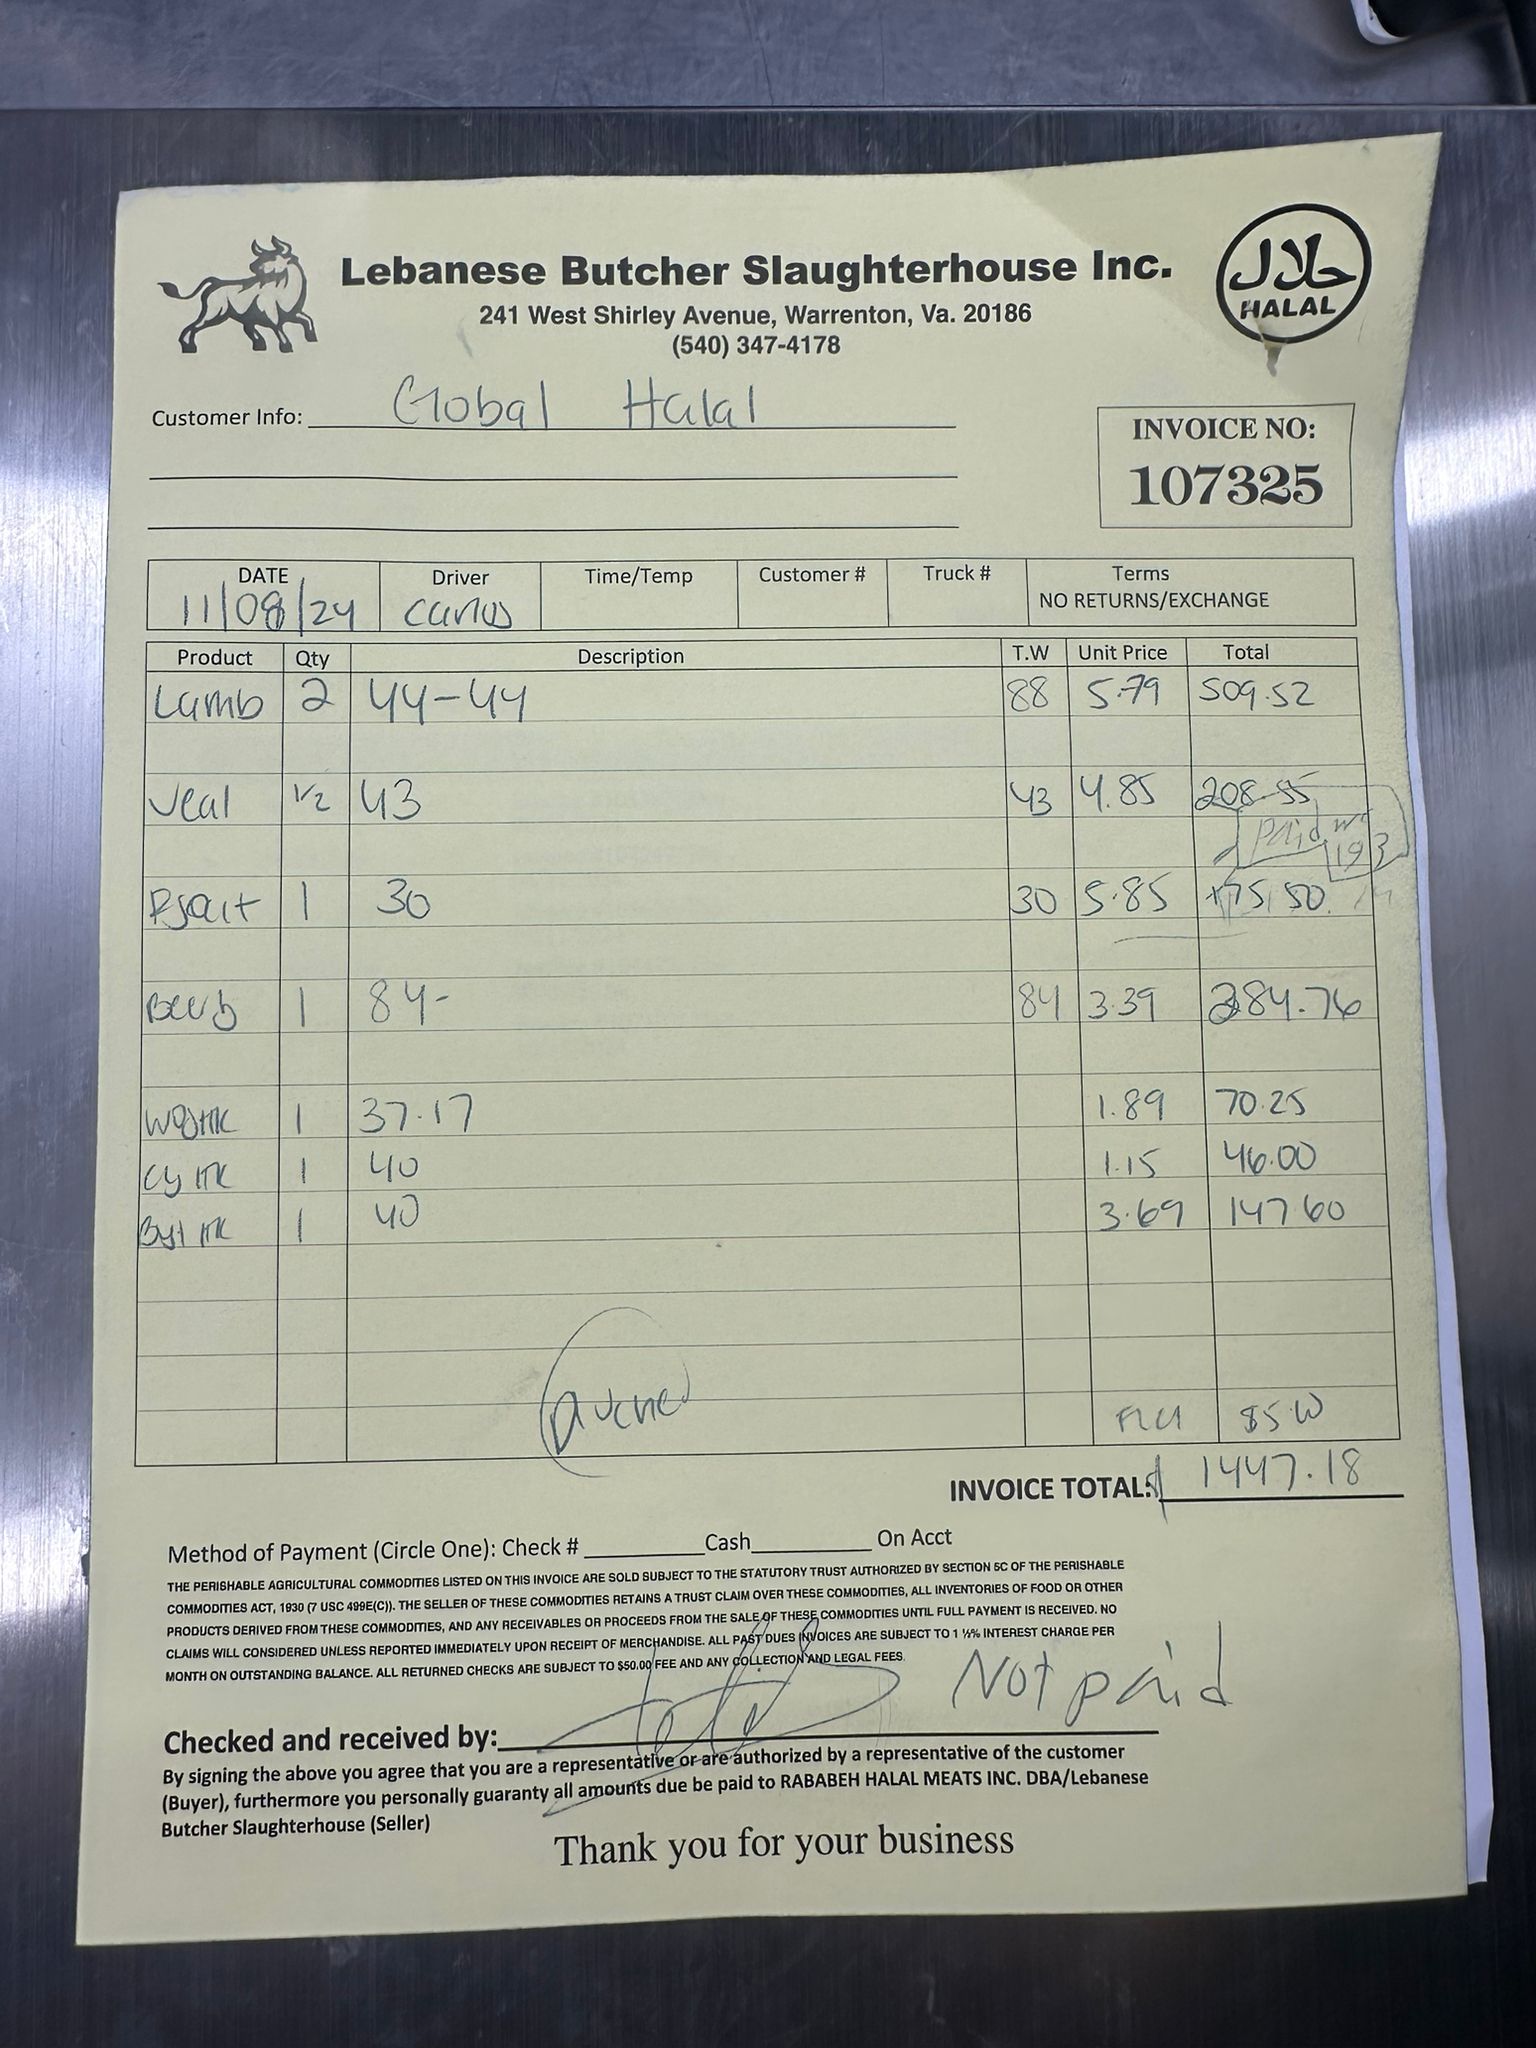 Lebanese Butcher Slaughterhouse Inc.
حلال
HALAL
241 West Shirley Avenue, Warrenton, Va. 20186
(540) 347-4178
Customer Info: Global Halal
INVOICE NO:
107325
DATE Driver Time/Temp Customer # Truck # Terms
11/08/24 Carlos NO RETURNS/EXCHANGE
Product Qty Description T.W Unit Price Total
Lamb 2 44-44 88 5.79 509.52
Veal 1/2 43 43 4.85 208.55
Paid
193
1 30 30 5.85 175.50
1 84- 84 3.39 284.76
1 37.17 1.89 70.25
1 40 1.15 46.00
1 40 3.69 147.60
INVOICE TOTAL: $ 1447.18
Method of Payment (Circle One): Check # Cash On Acct
THE PERISHABLE AGRICULTURAL COMMODITIES LISTED ON THIS INVOICE ARE SOLD SUBJECT TO THE STATUTORY TRUST AUTHORIZED BY SECTION 5C OF THE PERISHABLE
COMMODITIES ACT, 1930 (7 USC 499E(C)). THE SELLER OF THESE COMMODITIES RETAINS A TRUST CLAIM OVER THESE COMMODITIES, ALL INVENTORIES OF FOOD OR OTHER
PRODUCTS DERIVED FROM THESE COMMODITIES, AND ANY RECEIVABLES OR PROCEEDS FROM THE SALE OF THESE COMMODITIES UNTIL FULL PAYMENT IS RECEIVED. NO
CLAIMS WILL CONSIDERED UNLESS REPORTED IMMEDIATELY UPON RECEIPT OF MERCHANDISE. ALL PAST DUES INVOICES ARE SUBJECT TO 1 ½% INTEREST CHARGE PER
MONTH ON OUTSTANDING BALANCE. ALL RETURNED CHECKS ARE SUBJECT TO $50.00 FEE AND ANY COLLECTION AND LEGAL FEES.
Not paid
Checked and received by:
By signing the above you agree that you are a representative or are authorized by a representative of the customer
(Buyer), furthermore you personally guaranty all amounts due be paid to RABABEH HALAL MEATS INC. DBA/Lebanese
Butcher Slaughterhouse (Seller)
Thank you for your business